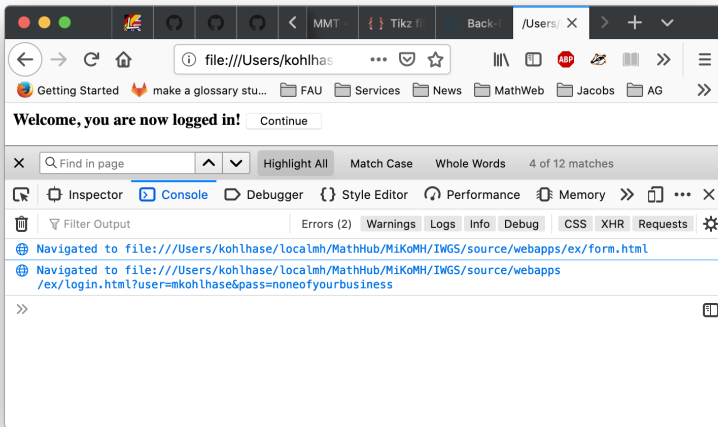 MMT -
Tikz fi
Back-E
/Users/
file:///Users/kohlhas
Getting Started
make a glossary stu...
FAU
Services
News
MathWeb
Jacobs
AG
Welcome, you are now logged in!
Continue
Find in page
Highlight All
Match Case
Whole Words
4 of 12 matches
Inspector
Console
Debugger
Style Editor
Performance
Memory
Filter Output
Errors (2)
Warnings
Logs
Info
Debug
CSS
XHR
Requests
Navigated to file:///Users/kohlhase/localmh/MathHub/MiKoMH/IWGS/source/webapps/ex/form.html
Navigated to file:///Users/kohlhase/localmh/MathHub/MiKoMH/IWGS/source/webapps
/ex/login.html?user=mkohlhase&pass=noneofyourbusiness